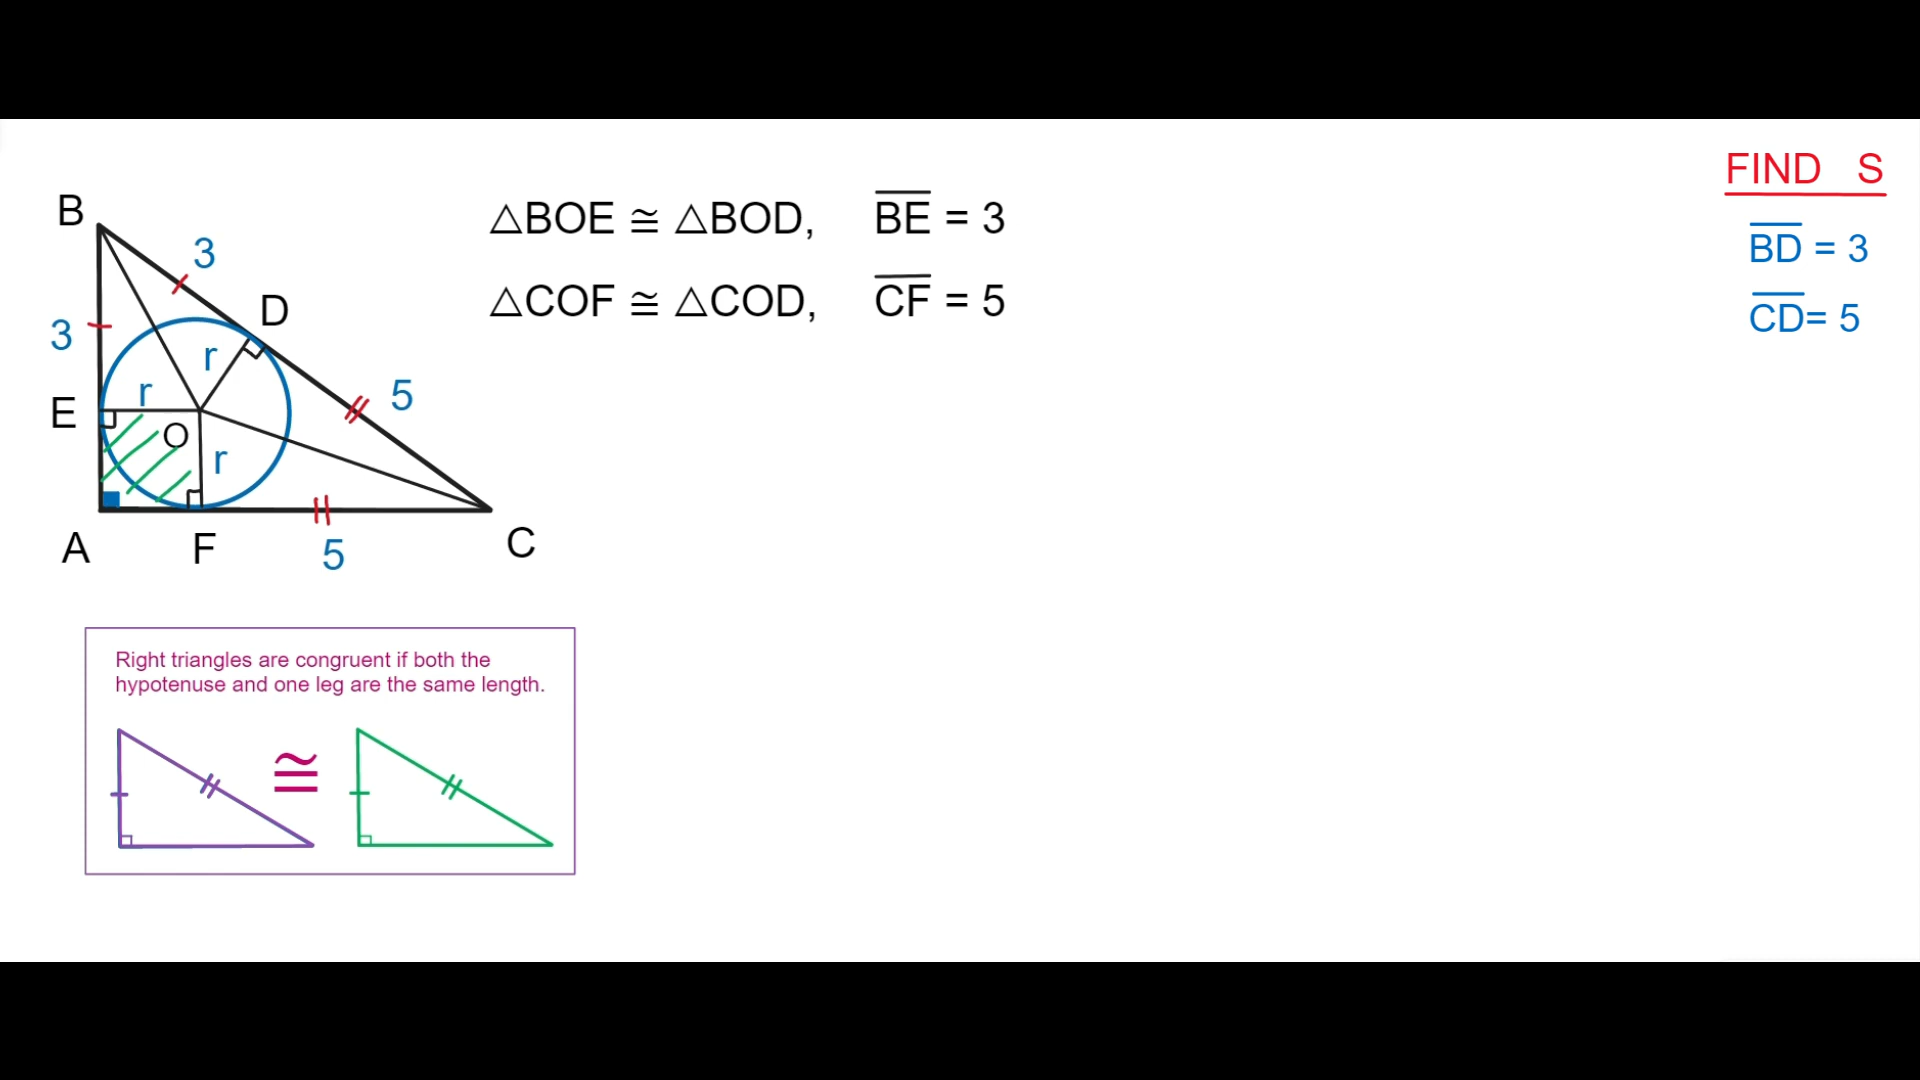 FIND S
B
△BOE ≅ △BOD, BE = 3
BD = 3
3
D
△COF ≅ △COD, CF = 5
CD= 5
3
r
r
5
E
O
r
A
F
5
C
Right triangles are congruent if both the
hypotenuse and one leg are the same length.
≅